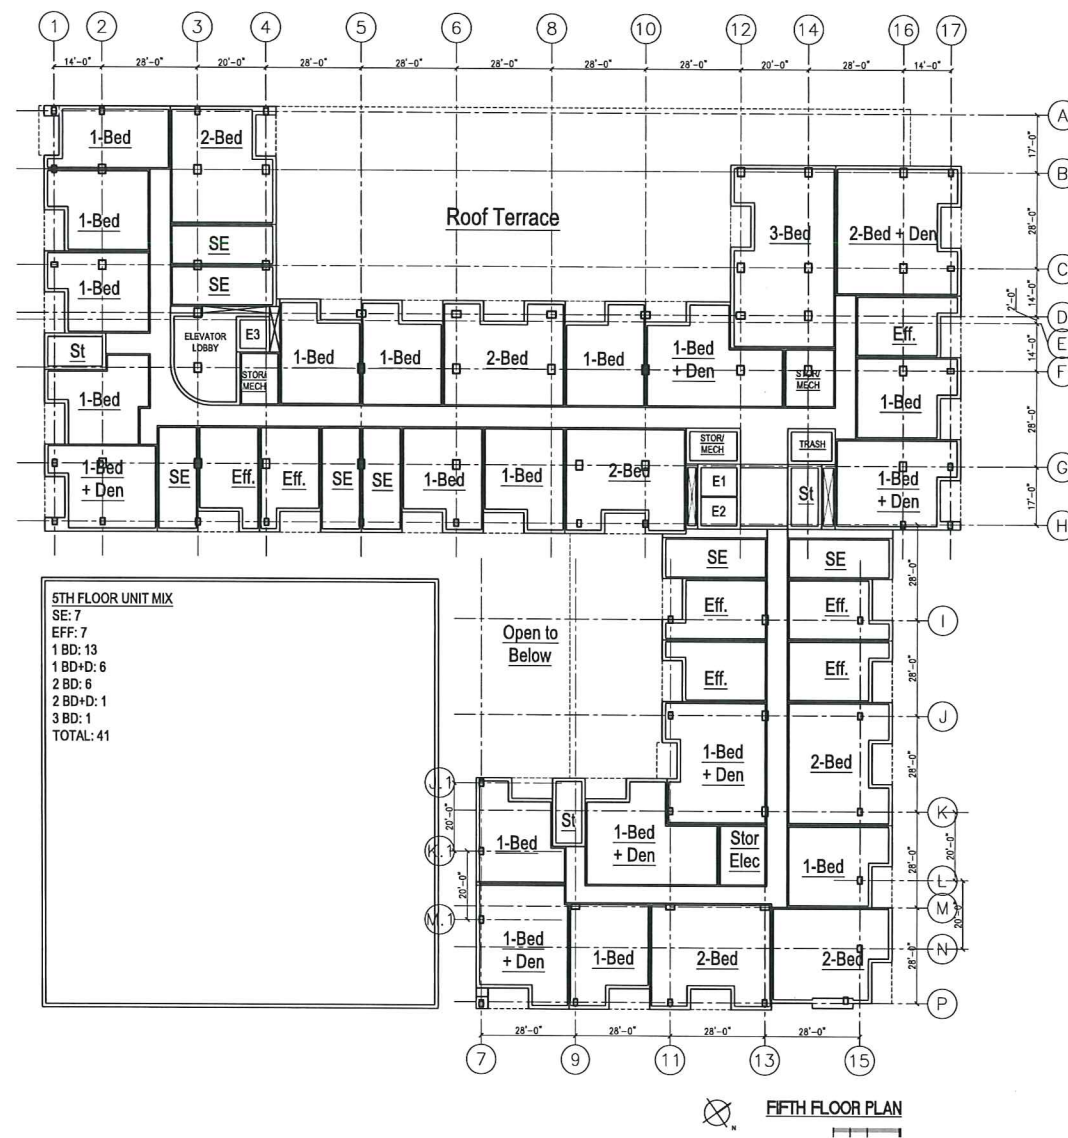 1 2 3 4 5 6 8 10 12 14 16 17
14'-0" 28'-0" 20'-0" 28'-0" 28'-0" 28'-0" 28'-0" 28'-0" 20'-0" 28'-0" 14'-0"
A
17'-0"
B
28'-0"
C
14'-0"
D
2'-0"
E
14'-0"
F
28'-0"
G
17'-0"
H
1-Bed
2-Bed
Roof Terrace
1-Bed
3-Bed
2-Bed + Den
SE
SE
1-Bed
ELEVATOR
LOBBY
E3
STOR/
MECH
St
1-Bed
1-Bed
2-Bed
1-Bed
1-Bed
+ Den
STOR/
MECH
Eff.
1-Bed
1-Bed
1-Bed
+ Den
SE
Eff.
Eff.
SE
SE
1-Bed
1-Bed
2-Bed
STOR/
MECH
E1
E2
TRASH
St
1-Bed
+ Den
5TH FLOOR UNIT MIX
SE: 7
EFF: 7
1 BD: 13
1 BD+D: 6
2 BD: 6
2 BD+D: 1
3 BD: 1
TOTAL: 41
Open to
Below
SE
SE
28'-0"
Eff.
Eff.
I
28'-0"
Eff.
Eff.
J
1-Bed
+ Den
2-Bed
28'-0"
J.1
20'-0"
K.1
20'-0"
M.1
K
20'-0"
28'-0"
L
20'-0"
M
28'-0"
N
P
1-Bed
St
1-Bed
+ Den
Stor
Elec
1-Bed
1-Bed
+ Den
1-Bed
2-Bed
2-Bed
28'-0" 28'-0" 28'-0" 28'-0"
7 9 11 13 15
N
FIFTH FLOOR PLAN